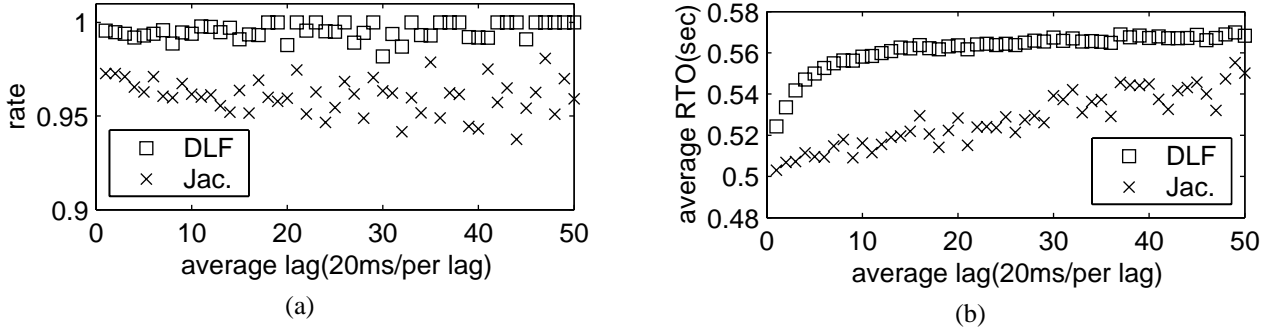 1
0.95
0.9
rate
DLF
Jac.
0 10 20 30 40 50
average lag(20ms/per lag)
(a)
0.58
0.56
0.54
0.52
0.5
0.48
average RTO(sec)
DLF
Jac.
0 10 20 30 40 50
average lag(20ms/per lag)
(b)